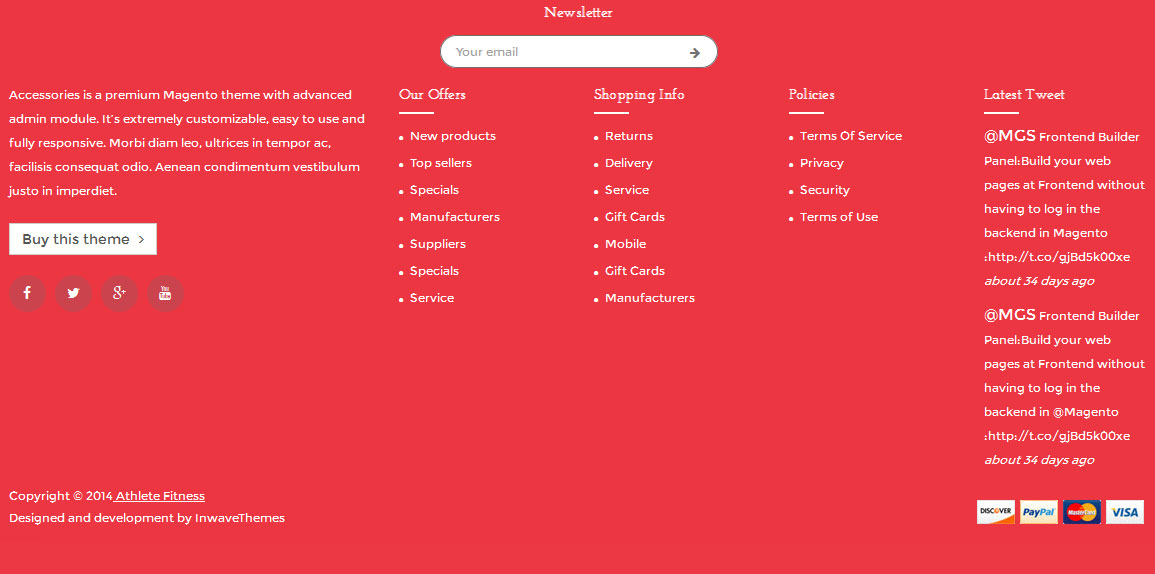 Newsletter
Your email
Accessories is a premium Magento theme with advanced
admin module. It's extremely customizable, easy to use and
fully responsive. Morbi diam leo, ultrices in tempor ac,
facilisis consequat odio. Aenean condimentum vestibulum
justo in imperdiet.
Buy this theme
You
Tube
Our Offers
New products
Top sellers
Specials
Manufacturers
Suppliers
Specials
Service
Shopping Info
Returns
Delivery
Service
Gift Cards
Mobile
Gift Cards
Manufacturers
Policies
Terms Of Service
Privacy
Security
Terms of Use
Latest Tweet
@MGS Frontend Builder
Panel:Build your web
pages at Frontend without
having to log in the
backend in Magento
:http://t.co/gjBd5k00xe
about 34 days ago
@MGS Frontend Builder
Panel:Build your web
pages at Frontend without
having to log in the
backend in @Magento
:http://t.co/gjBd5k00xe
about 34 days ago
Copyright © 2014 Athlete Fitness
Designed and development by InwaveThemes
DISCOVER PayPal MasterCard VISA